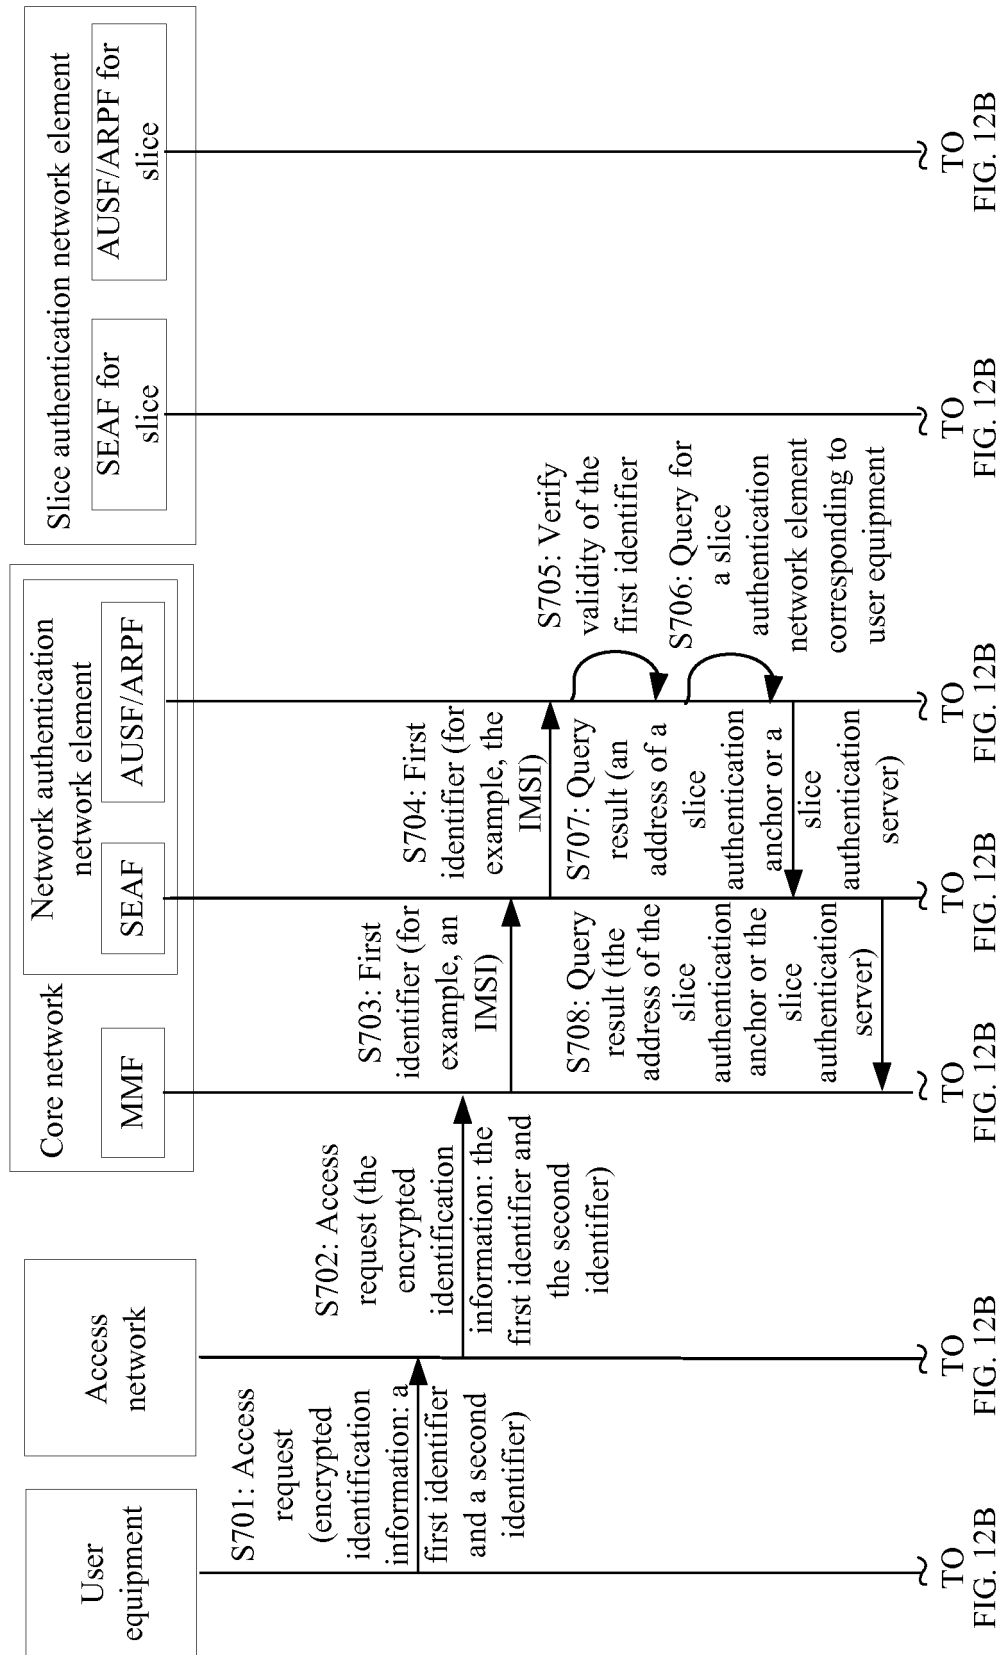 User
equipment
Access
network
Core network
MMF
Network authentication
network element
SEAF
AUSF/ARPF
Slice authentication network element
SEAF for
slice
AUSF/ARPF for
slice
S701: Access
request
(encrypted
identification
information: a
first identifier
and a second
identifier)
S702: Access
request (the
encrypted
identification
information: the
first identifier and
the second
identifier)
S703: First
identifier (for
example, an
IMSI)
S704: First
identifier (for
example, the
IMSI)
S705: Verify
validity of the
first identifier
S706: Query for
a slice
authentication
network element
corresponding to
user equipment
S707: Query
result (an
address of a
slice
authentication
anchor or a
slice
authentication
server)
S708: Query
result (the
address of the
slice
authentication
anchor or the
slice
authentication
server)
TO
FIG. 12B
TO
FIG. 12B
TO
FIG. 12B
TO
FIG. 12B
TO
FIG. 12B
TO
FIG. 12B
TO
FIG. 12B